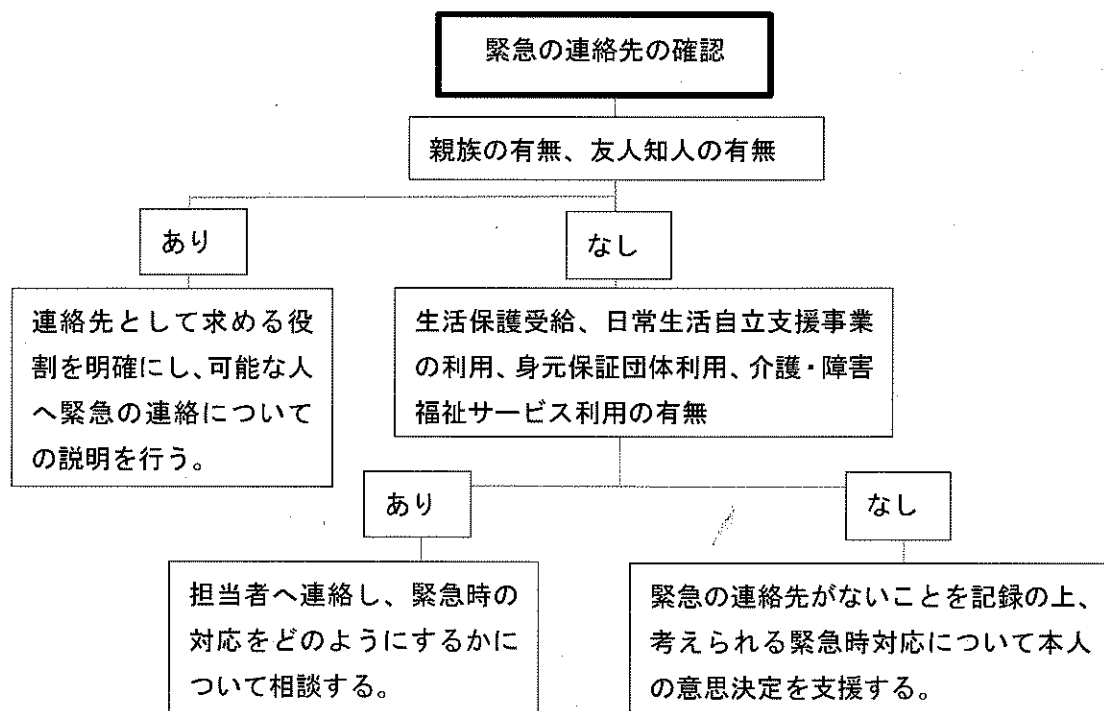 緊急の連絡先の確認
親族の有無、友人知人の有無
あり
なし
連絡先として求める役
割を明確にし、可能な人
へ緊急の連絡について
の説明を行う。
生活保護受給、日常生活自立支援事業
の利用、身元保証団体利用、介護・障害
福祉サービス利用の有無
あり
なし
担当者へ連絡し、緊急時の
対応をどのようにするかに
ついて相談する。
緊急の連絡先がないことを記録の上、
考えられる緊急時対応について本人
の意思決定を支援する。